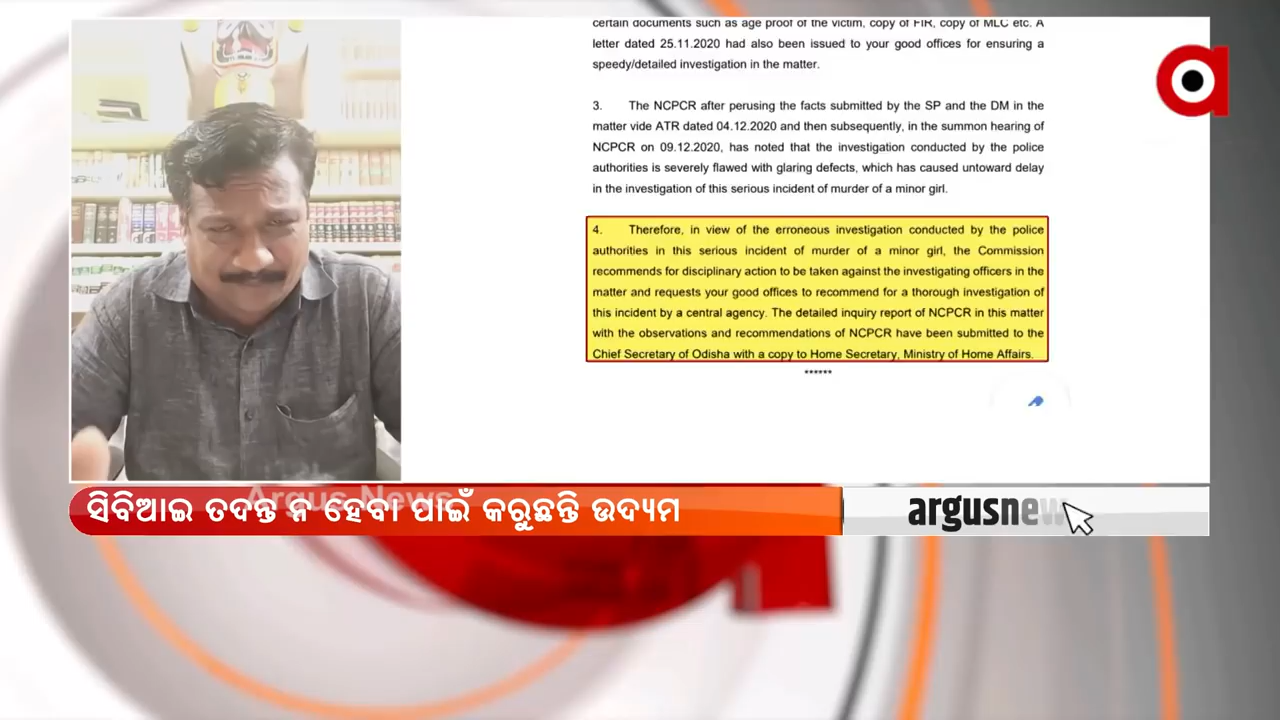 certain documents such as age proof of the victim, copy of FIR, copy of MLC etc. A
letter dated 25.11.2020 had also been issued to your good offices for ensuring a
speedy/detailed investigation in the matter.
3. The NCPCR after perusing the facts submitted by the SP and the DM in the
matter vide ATR dated 04.12.2020 and then subsequently, in the summon hearing of
NCPCR on 09.12.2020, has noted that the investigation conducted by the police
authorities is severely flawed with glaring defects, which has caused untoward delay
in the investigation of this serious incident of murder of a minor girl.
4. Therefore, in view of the erroneous investigation conducted by the police
authorities in this serious incident of murder of a minor girl, the Commission
recommends for disciplinary action to be taken against the investigating officers in the
matter and requests your good offices to recommend for a thorough investigation of
this incident by a central agency. The detailed inquiry report of NCPCR in this matter
with the observations and recommendations of NCPCR have been submitted to the
Chief Secretary of Odisha with a copy to Home Secretary, Ministry of Home Affairs.
******
Argus News
ସିବିଆଇ ତଦନ୍ତ ନ ହେବା ପାଇଁ କରୁଛନ୍ତି ଉଦ୍ୟମ
argusnew